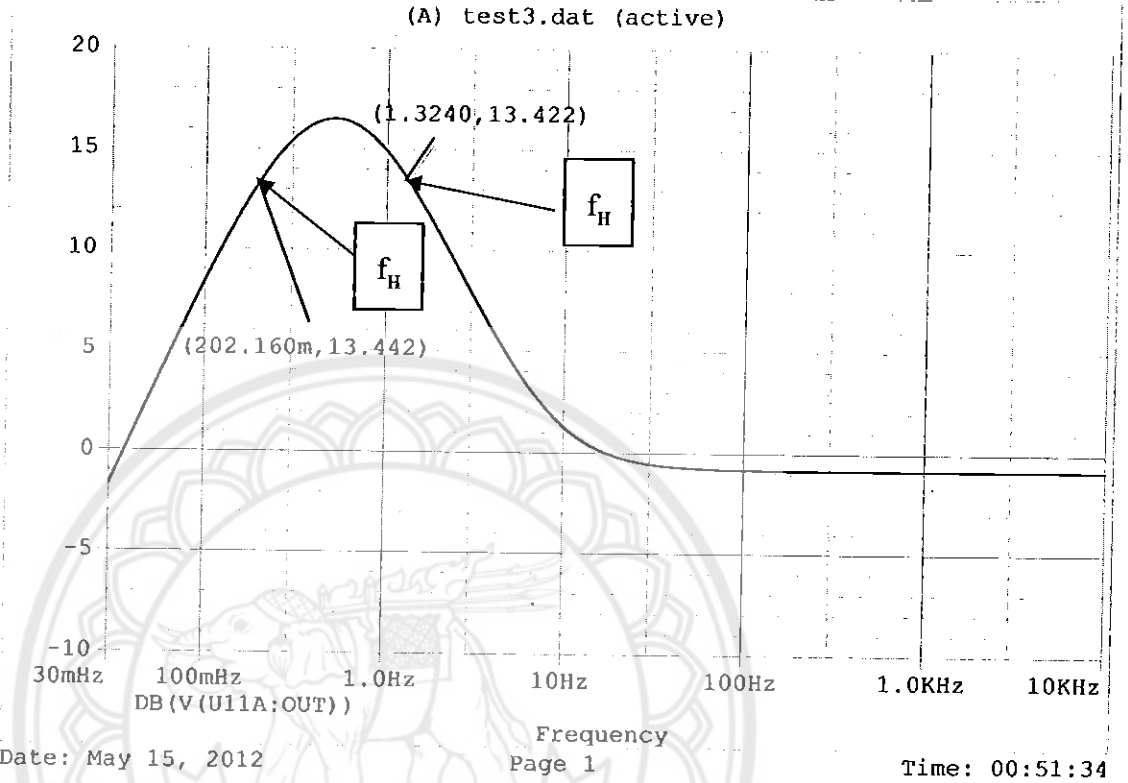 (A) test3.dat (active)
20
(1.3240,13.422)
15
fH
10
fH
(202.160m,13.442)
5
0
-5
-10
30mHz 100mHz 1.0Hz 10Hz 100Hz 1.0KHz 10KHz
DB(V(U11A:OUT))
Frequency
Date: May 15, 2012 Page 1 Time: 00:51:34